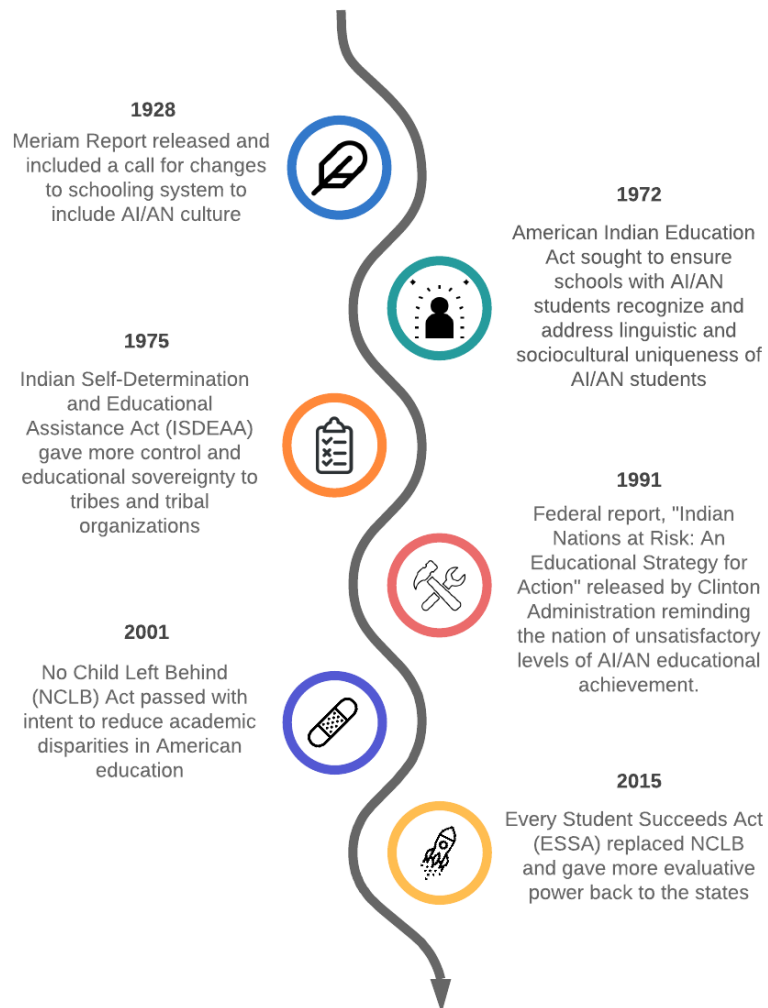 1928
Meriam Report released and
included a call for changes
to schooling system to
include AI/AN culture
1972
American Indian Education
Act sought to ensure
schools with AI/AN
students recognize and
address linguistic and
sociocultural uniqueness of
AI/AN students
1975
Indian Self-Determination
and Educational
Assistance Act (ISDEAA)
gave more control and
educational sovereignty to
tribes and tribal
organizations
1991
Federal report, "Indian
Nations at Risk: An
Educational Strategy for
Action" released by Clinton
Administration reminding
the nation of unsatisfactory
levels of AI/AN educational
achievement.
2001
No Child Left Behind
(NCLB) Act passed with
intent to reduce academic
disparities in American
education
2015
Every Student Succeeds Act
(ESSA) replaced NCLB
and gave more evaluative
power back to the states